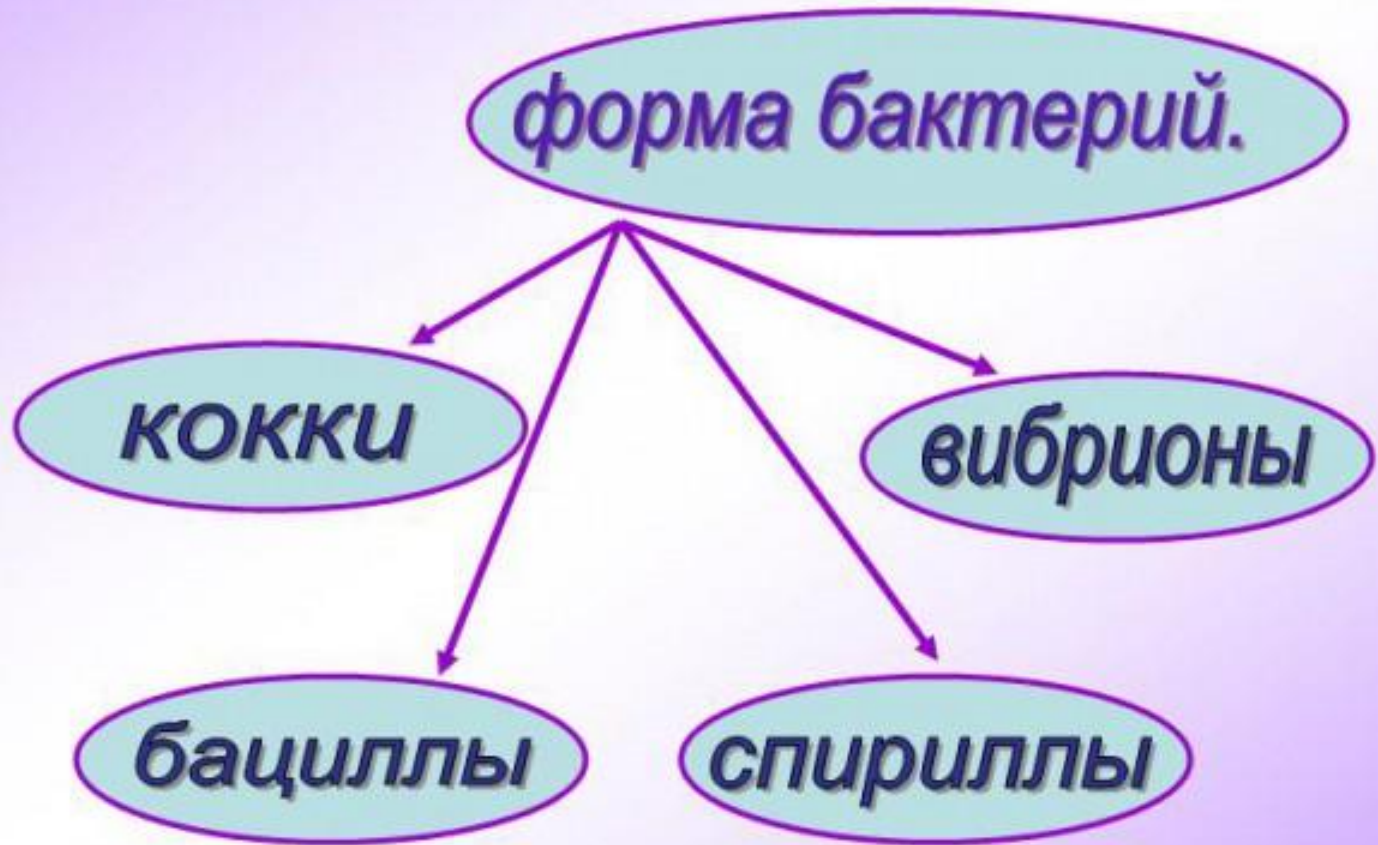 форма бактерий.
кокки
вибрионы
бациллы
спириллы